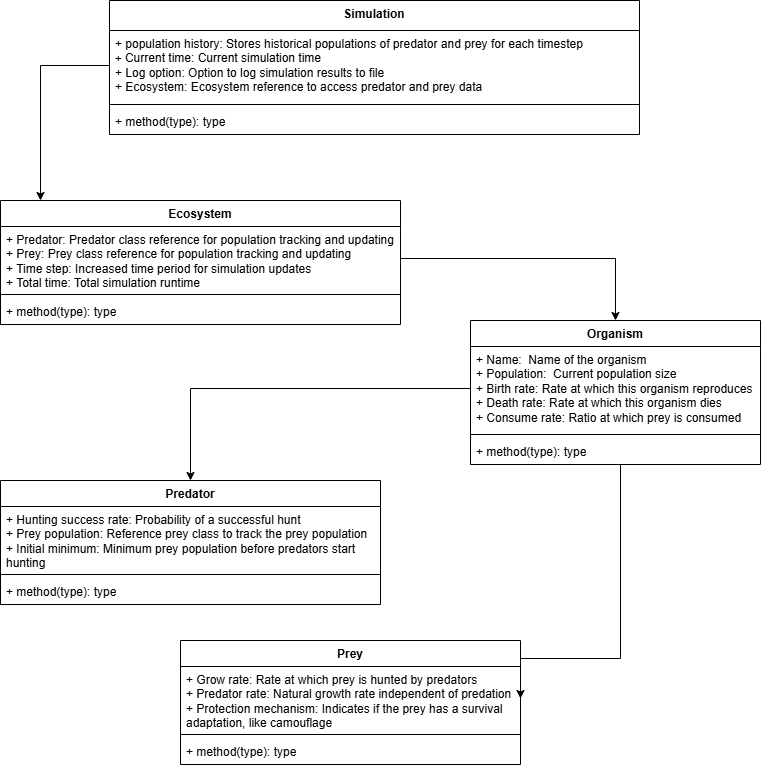 Simulation
+ population history: Stores historical populations of predator and prey for each timestep
+ Current time: Current simulation time
+ Log option: Option to log simulation results to file
+ Ecosystem: Ecosystem reference to access predator and prey data
+ method(type): type
Ecosystem
+ Predator: Predator class reference for population tracking and updating
+ Prey: Prey class reference for population tracking and updating
+ Time step: Increased time period for simulation updates
+ Total time: Total simulation runtime
+ method(type): type
Organism
+ Name:  Name of the organism
+ Population:  Current population size
+ Birth rate: Rate at which this organism reproduces
+ Death rate: Rate at which this organism dies
+ Consume rate: Ratio at which prey is consumed
+ method(type): type
Predator
+ Hunting success rate: Probability of a successful hunt
+ Prey population: Reference prey class to track the prey population
+ Initial minimum: Minimum prey population before predators start
hunting
+ method(type): type
Prey
+ Grow rate: Rate at which prey is hunted by predators
+ Predator rate: Natural growth rate independent of predation
+ Protection mechanism: Indicates if the prey has a survival
adaptation, like camouflage
+ method(type): type